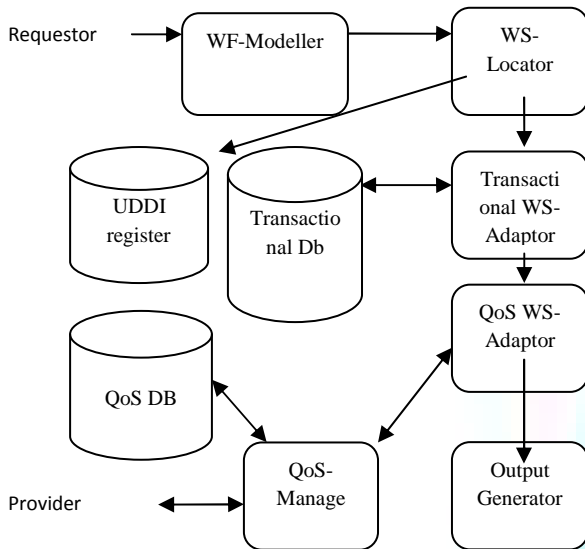 Requestor
WF-Modeller
WS-
Locator
UDDI
register
Transactio
nal Db
Transacti
onal WS-
Adaptor
QoS WS-
Adaptor
QoS DB
QoS-
Manage
Output
Generator
Provider